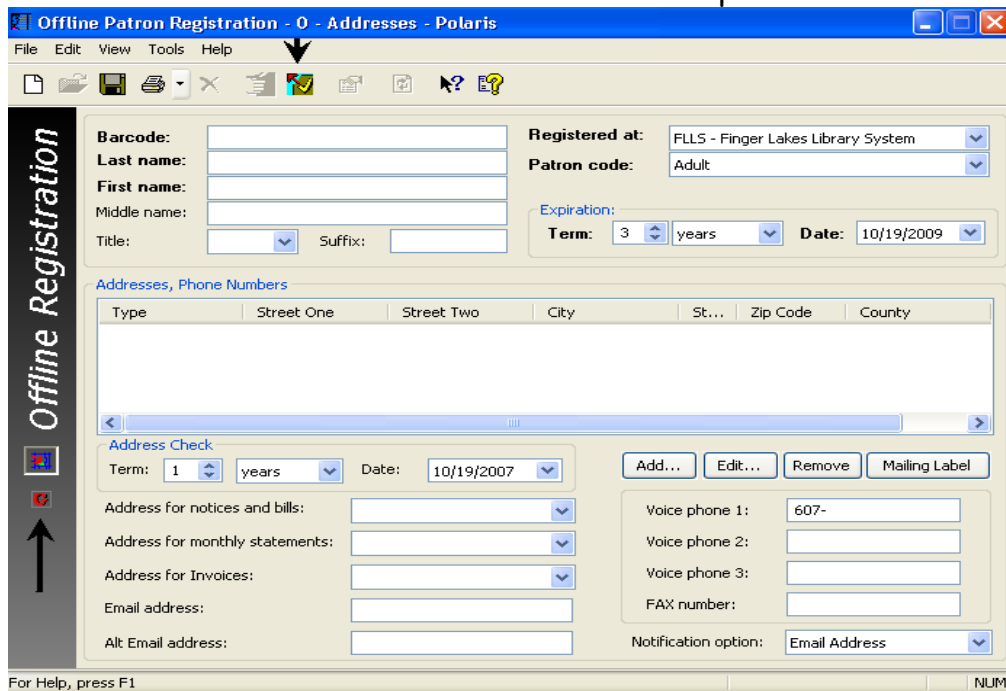 Offline Patron Registration - 0 - Addresses - Polaris
File Edit View Tools Help
Offline Registration
Barcode:
Last name:
First name:
Middle name:
Title: Suffix:
Registered at: FLLS - Finger Lakes Library System
Patron code: Adult
Expiration:
Term: 3 years Date: 10/19/2009
Addresses, Phone Numbers
Type Street One Street Two City St... Zip Code County
Address Check
Term: 1 years Date: 10/19/2007
Add... Edit... Remove Mailing Label
Address for notices and bills:
Address for monthly statements:
Address for Invoices:
Email address:
Alt Email address:
Voice phone 1: 607-
Voice phone 2:
Voice phone 3:
FAX number:
Notification option: Email Address
For Help, press F1 NUM